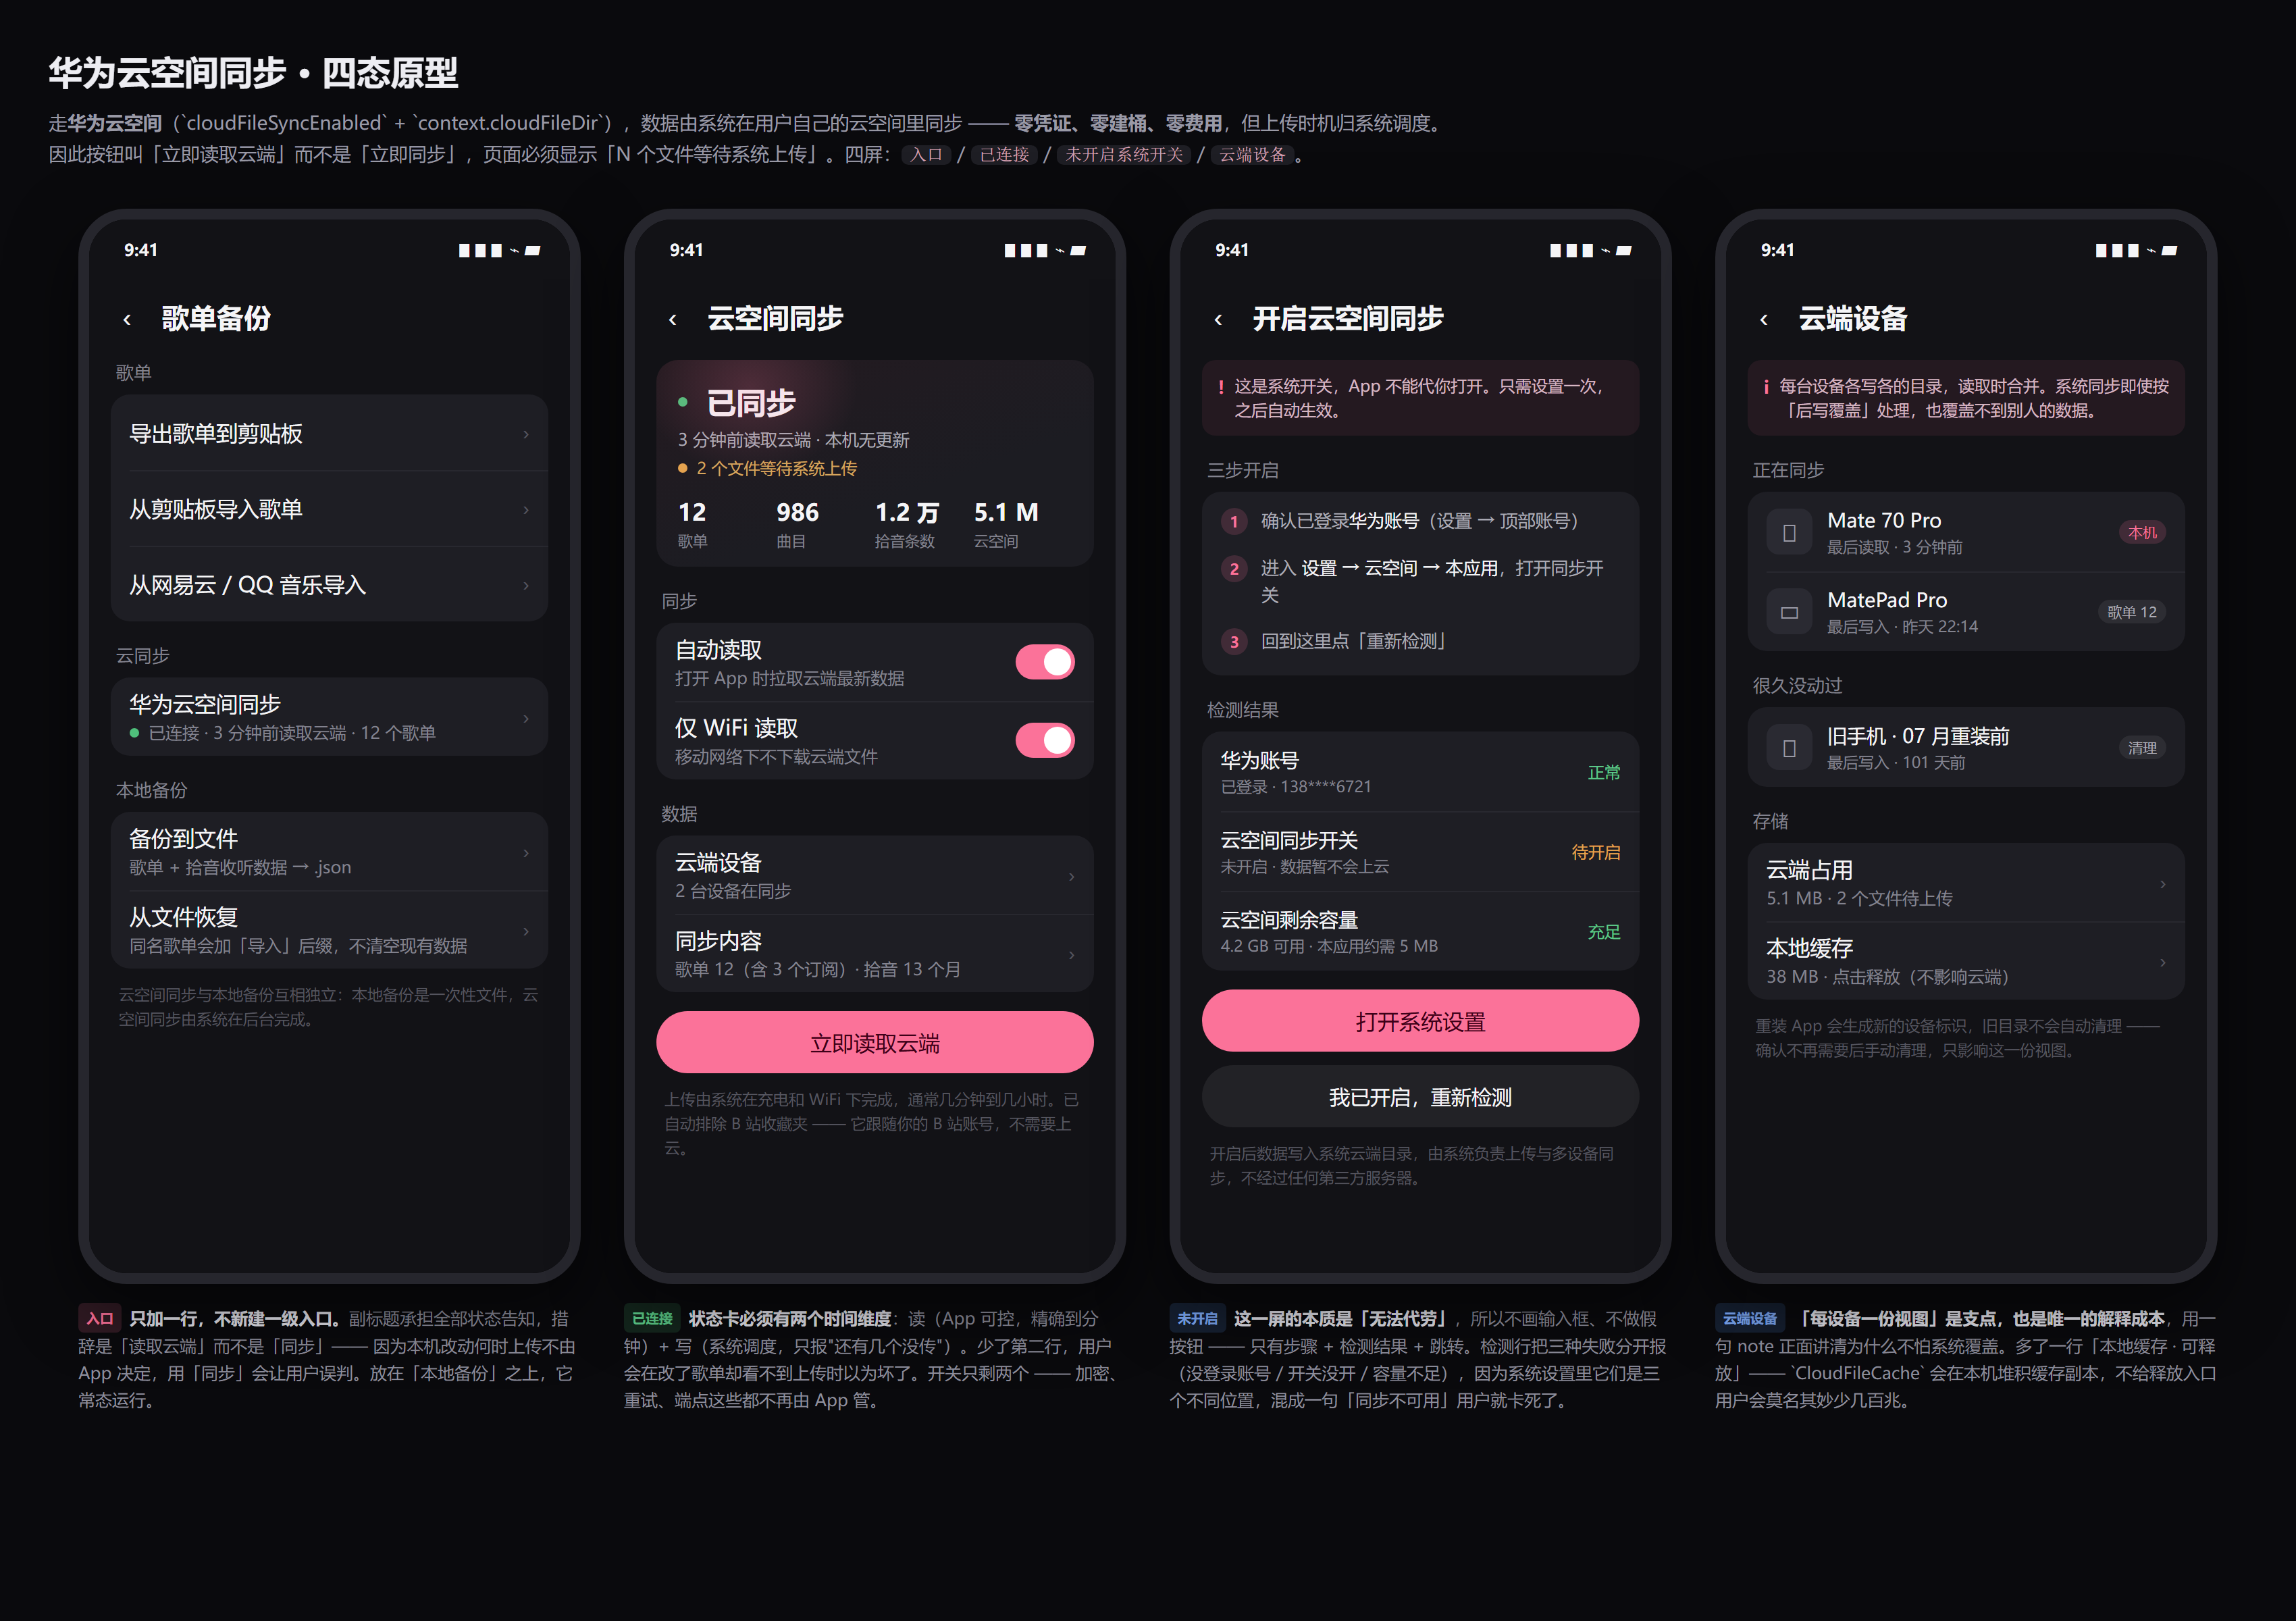 华为云空间同步 · 四态原型
走华为云空间（`cloudFileSyncEnabled` + `context.cloudFileDir`），数据由系统在用户自己的云空间里同步 —— 零凭证、零建桶、零费用，但上传时机归系统调度。
因此按钮叫「立即读取云端」而不是「立即同步」，页面必须显示「N 个文件等待系统上传」。四屏： 入口 / 已连接 / 未开启系统开关 / 云端设备 。
9:41
‹ 歌单备份
歌单
导出歌单到剪贴板 ›
从剪贴板导入歌单 ›
从网易云 / QQ 音乐导入 ›
云同步
华为云空间同步 ›
已连接 · 3 分钟前读取云端 · 12 个歌单
本地备份
备份到文件 ›
歌单 + 拾音收听数据 → .json
从文件恢复 ›
同名歌单会加「导入」后缀，不清空现有数据
云空间同步与本地备份互相独立：本地备份是一次性文件，云
空间同步由系统在后台完成。
入口 只加一行，不新建一级入口。副标题承担全部状态告知，措
辞是「读取云端」而不是「同步」—— 因为本机改动何时上传不由
App 决定，用「同步」会让用户误判。放在「本地备份」之上，它
常态运行。
9:41
‹ 云空间同步
已同步
3 分钟前读取云端 · 本机无更新
2 个文件等待系统上传
12 986 1.2 万 5.1 M
歌单 曲目 拾音条数 云空间
同步
自动读取
打开 App 时拉取云端最新数据
仅 WiFi 读取
移动网络下不下载云端文件
数据
云端设备 ›
2 台设备在同步
同步内容 ›
歌单 12（含 3 个订阅）· 拾音 13 个月
立即读取云端
上传由系统在充电和 WiFi 下完成，通常几分钟到几小时。已
自动排除 B 站收藏夹 —— 它跟随你的 B 站账号，不需要上
云。
已连接 状态卡必须有两个时间维度：读（App 可控，精确到分
钟）+ 写（系统调度，只报"还有几个没传"）。少了第二行，用户
会在改了歌单却看不到上传时以为坏了。开关只剩两个 —— 加密、
重试、端点这些都不再由 App 管。
9:41
‹ 开启云空间同步
! 这是系统开关，App 不能代你打开。只需设置一次，
之后自动生效。
三步开启
1 确认已登录华为账号（设置 → 顶部账号）
2 进入 设置 → 云空间 → 本应用，打开同步开
关
3 回到这里点「重新检测」
检测结果
华为账号 正常
已登录 · 138****6721
云空间同步开关 待开启
未开启 · 数据暂不会上云
云空间剩余容量 充足
4.2 GB 可用 · 本应用约需 5 MB
打开系统设置
我已开启，重新检测
开启后数据写入系统云端目录，由系统负责上传与多设备同
步，不经过任何第三方服务器。
未开启 这一屏的本质是「无法代劳」，所以不画输入框、不做假
按钮 —— 只有步骤 + 检测结果 + 跳转。检测行把三种失败分开报
（没登录账号 / 开关没开 / 容量不足），因为系统设置里它们是三
个不同位置，混成一句「同步不可用」用户就卡死了。
9:41
‹ 云端设备
i 每台设备各写各的目录，读取时合并。系统同步即使按
「后写覆盖」处理，也覆盖不到别人的数据。
正在同步
Mate 70 Pro 本机
最后读取 · 3 分钟前
MatePad Pro 歌单 12
最后写入 · 昨天 22:14
很久没动过
旧手机 · 07 月重装前 清理
最后写入 · 101 天前
存储
云端占用 ›
5.1 MB · 2 个文件待上传
本地缓存 ›
38 MB · 点击释放（不影响云端）
重装 App 会生成新的设备标识，旧目录不会自动清理 ——
确认不再需要后手动清理，只影响这一份视图。
云端设备 「每设备一份视图」是支点，也是唯一的解释成本，用一
句 note 正面讲清为什么不怕系统覆盖。多了一行「本地缓存 · 可释
放」—— `CloudFileCache` 会在本机堆积缓存副本，不给释放入口
用户会莫名其妙少几百兆。